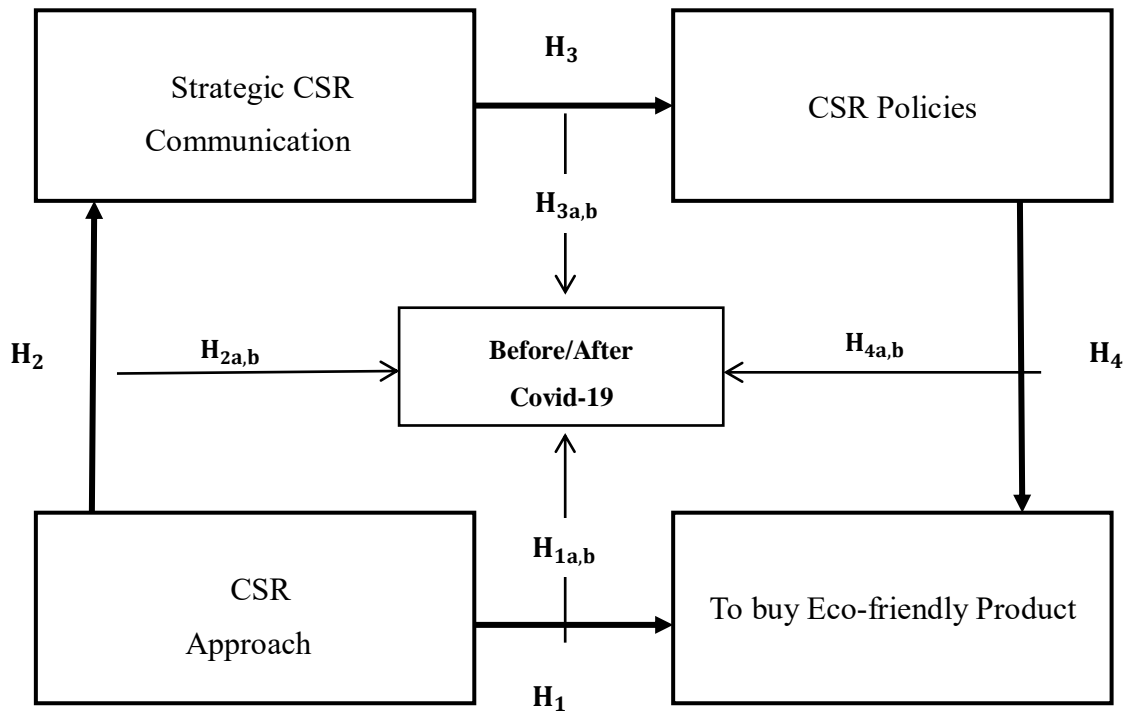 H3
Strategic CSR
Communication
CSR Policies
H3a,b
H2
H2a,b
Before/After
Covid-19
H4a,b
H4
H1a,b
CSR
Approach
To buy Eco-friendly Product
H1